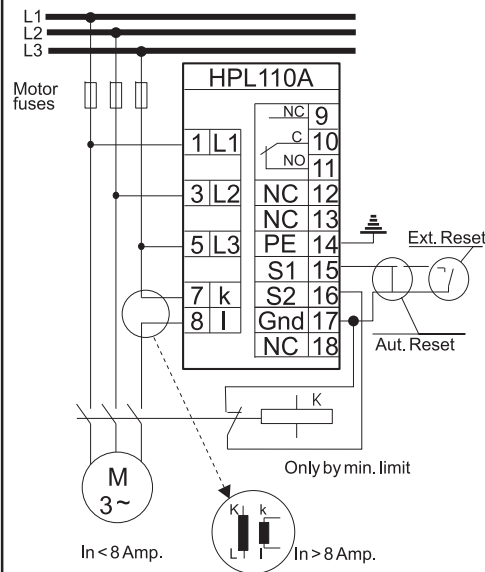 L1
L2
L3
Motor
fuses
HPL110A
NC 9
C 10
NO 11
1 L1
3 L2
5 L3
7 k
8 l
NC 12
NC 13
PE 14
S1 15
S2 16
Gnd 17
NC 18
Ext. Reset
Aut. Reset
K
Only by min. limit
M
3~
In < 8 Amp.
K k
L l
In > 8 Amp.